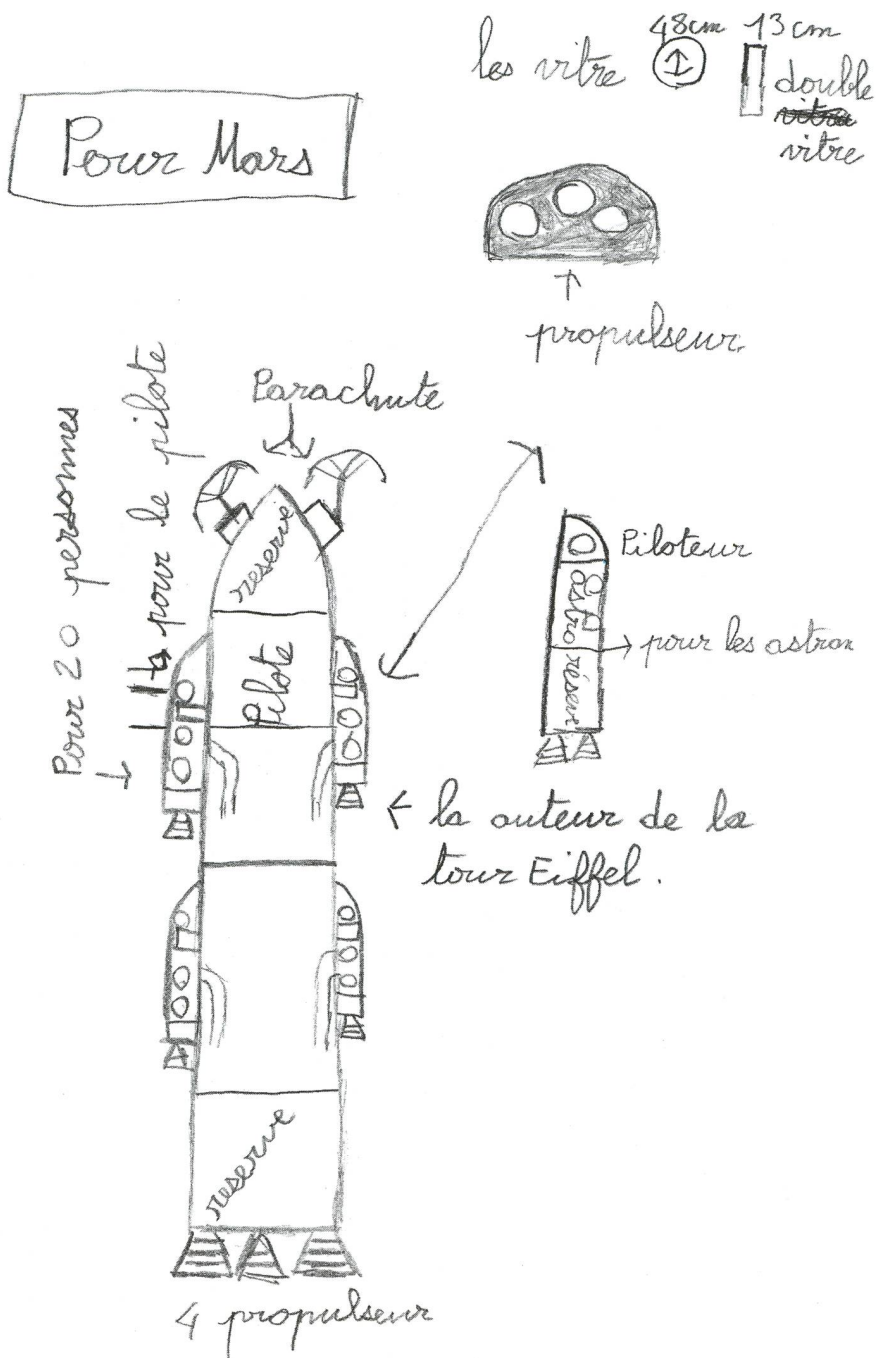 48cm 13cm
les vitre
double
vitre
Pour Mars
propulseur
Parachute
Pour 20 personnes
pour le pilote
reserve
Pilote
Piloteur
astro
réserve
pour les astron
la auteur de la
tour Eiffel.
reserve
4 propulseur